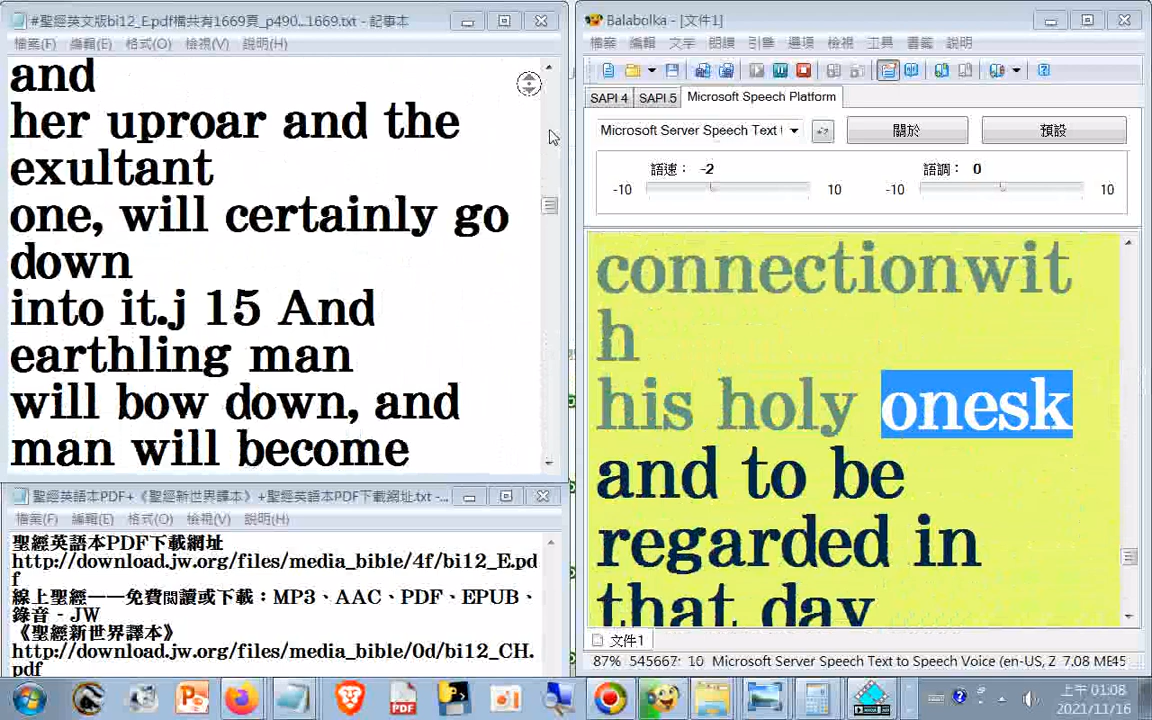 #聖經英文版bi12_E.pdf檔共有1669頁_p490...1669.txt - 記事本
檔案(F) 編輯(E) 格式(O) 檢視(V) 說明(H)
and
her uproar and the
exultant
one, will certainly go
down
into it.j 15 And
earthling man
will bow down, and
man will become
聖經英語本PDF+《聖經新世界譯本》+聖經英語本PDF下載網址.txt -...
檔案(F) 編輯(E) 格式(O) 檢視(V) 說明(H)
聖經英語本PDF下載網址
http://download.jw.org/files/media_bible/4f/bi12_E.pd
f
線上聖經——免費閱讀或下載：MP3、AAC、PDF、EPUB、
錄音 - JW
《聖經新世界譯本》
http://download.jw.org/files/media_bible/0d/bi12_CH.
pdf
Balabolka - [文件1]
檔案 編輯 文字 朗讀 引擎 選項 檢視 工具 書籤 說明
SAPI 4 SAPI 5 Microsoft Speech Platform
Microsoft Server Speech Text 關於 預設
語速： -2 語調： 0
-10 10 -10 10
connectionwit
h
his holy onesk
and to be
regarded in
that day
文件1
87% 545667: 10 Microsoft Server Speech Text to Speech Voice (en-US, Z 7.08 ME45
上午 01:08
2021/11/16